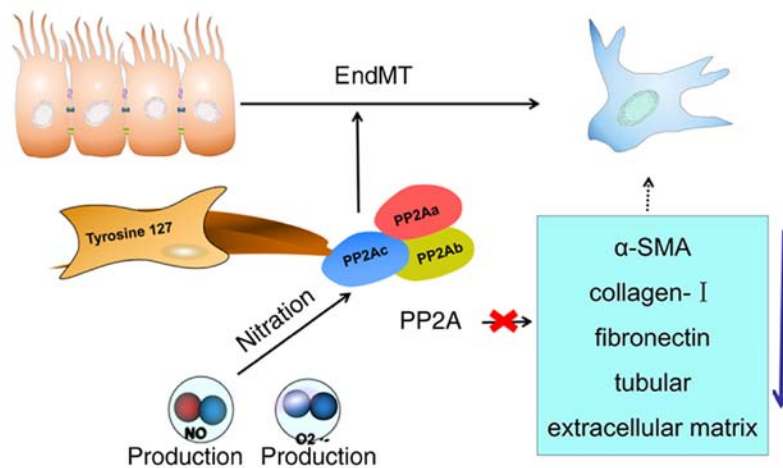 EndMT
Tyrosine 127
PP2Aa
PP2Ac
PP2Ab
Nitration
PP2A
α-SMA
collagen-Ⅰ
fibronectin
tubular
extracellular matrix
NO
O2·-
Production
Production